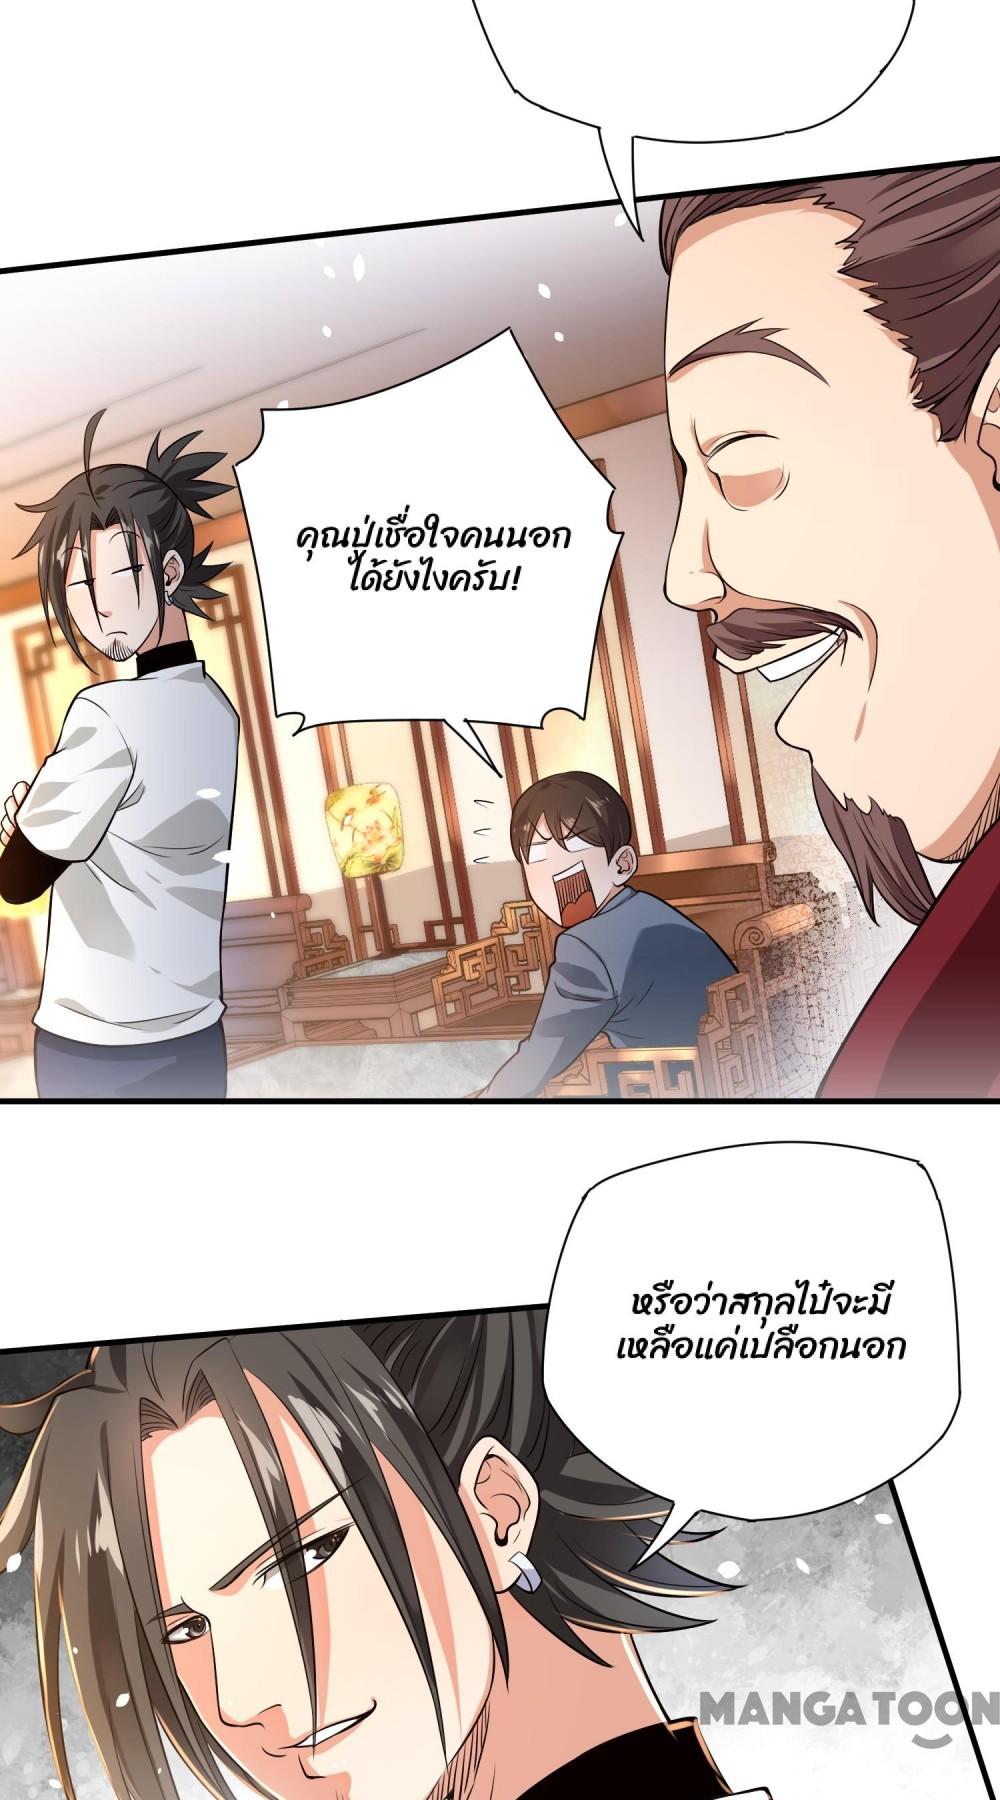 คุณปู่เชื่อใจคนนอก
ได้ยังไงครับ!
หรือว่าสกุลไป๋จะมี
เหลือแค่เปลือกนอก
MANGATOON